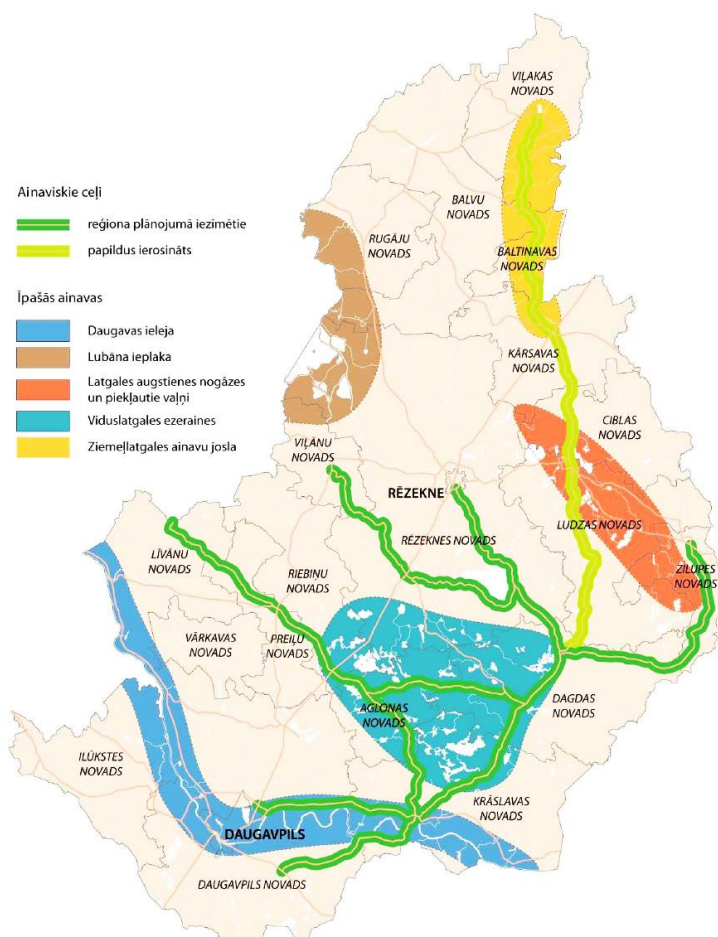 Ainaviskie ceļi
reģiona plānojumā iezīmētie
papildus ierosināts
Īpašās ainavas
Daugavas ieleja
Lubāna ieplaka
Latgales augstienes nogāzes
un piekļautie vaļņi
Viduslatgales ezeraines
Ziemeļlatgales ainavu josla
VIĻAKAS
NOVADS
BALVU
NOVADS
RUGĀJU
NOVADS
BALTINAVAS
NOVADS
KĀRSAVAS
NOVADS
CIBLAS
NOVADS
VIĻĀNU
NOVADS
RĒZEKNE
LUDZAS NOVADS
RĒZEKNES NOVADS
LĪVĀNU
NOVADS
ZILUPES
NOVADS
RIEBIŅU
NOVADS
VĀRKAVAS
NOVADS
PREIĻU
NOVADS
AGLONAS
NOVADS
DAGDAS
NOVADS
ILŪKSTES
NOVADS
KRĀSLAVAS
NOVADS
DAUGAVPILS
DAUGAVPILS NOVADS